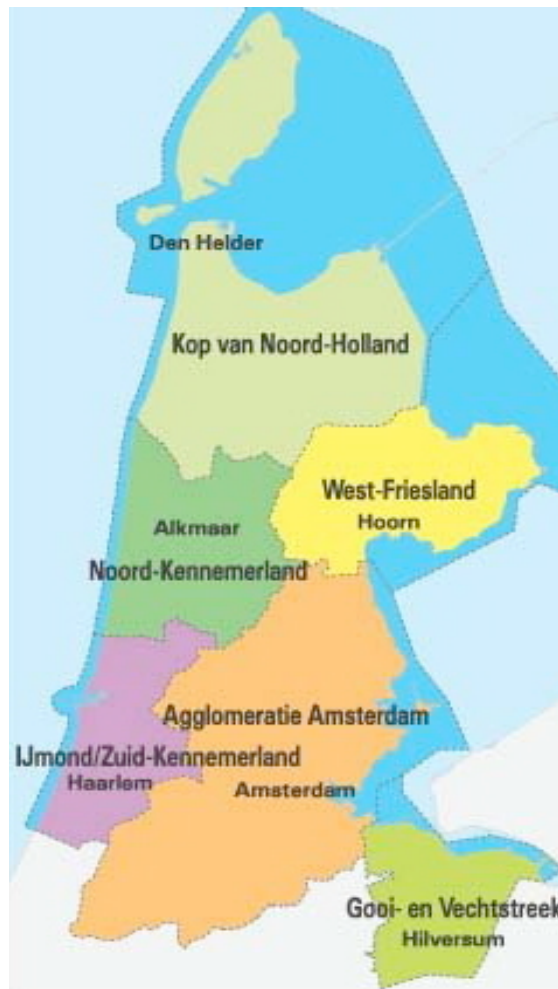 Den Helder
Kop van Noord-Holland
West-Friesland
Hoorn
Alkmaar
Noord-Kennemerland
Agglomeratie Amsterdam
IJmond/Zuid-Kennemerland
Haarlem
Amsterdam
Gooi- en Vechtstreek
Hilversum